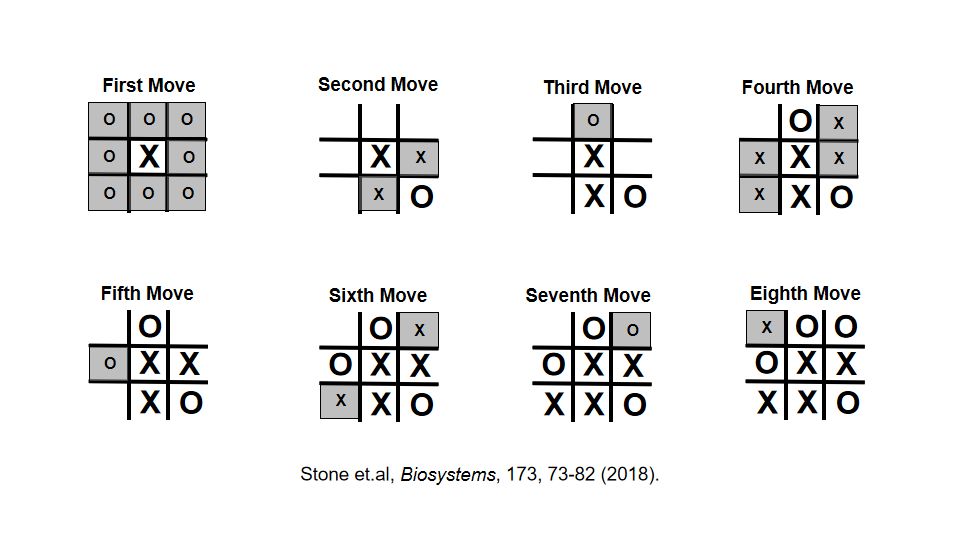 First Move Second Move Third Move Fourth Move
O O O
O X O
O O O
X X
X O
O
X
X O
O X
X X X
X X O
Fifth Move Sixth Move Seventh Move Eighth Move
O
O X X
X O
O X
O X X
X X O
O O
O X X
X X O
X O O
O X X
X X O
Stone et.al, Biosystems, 173, 73-82 (2018).